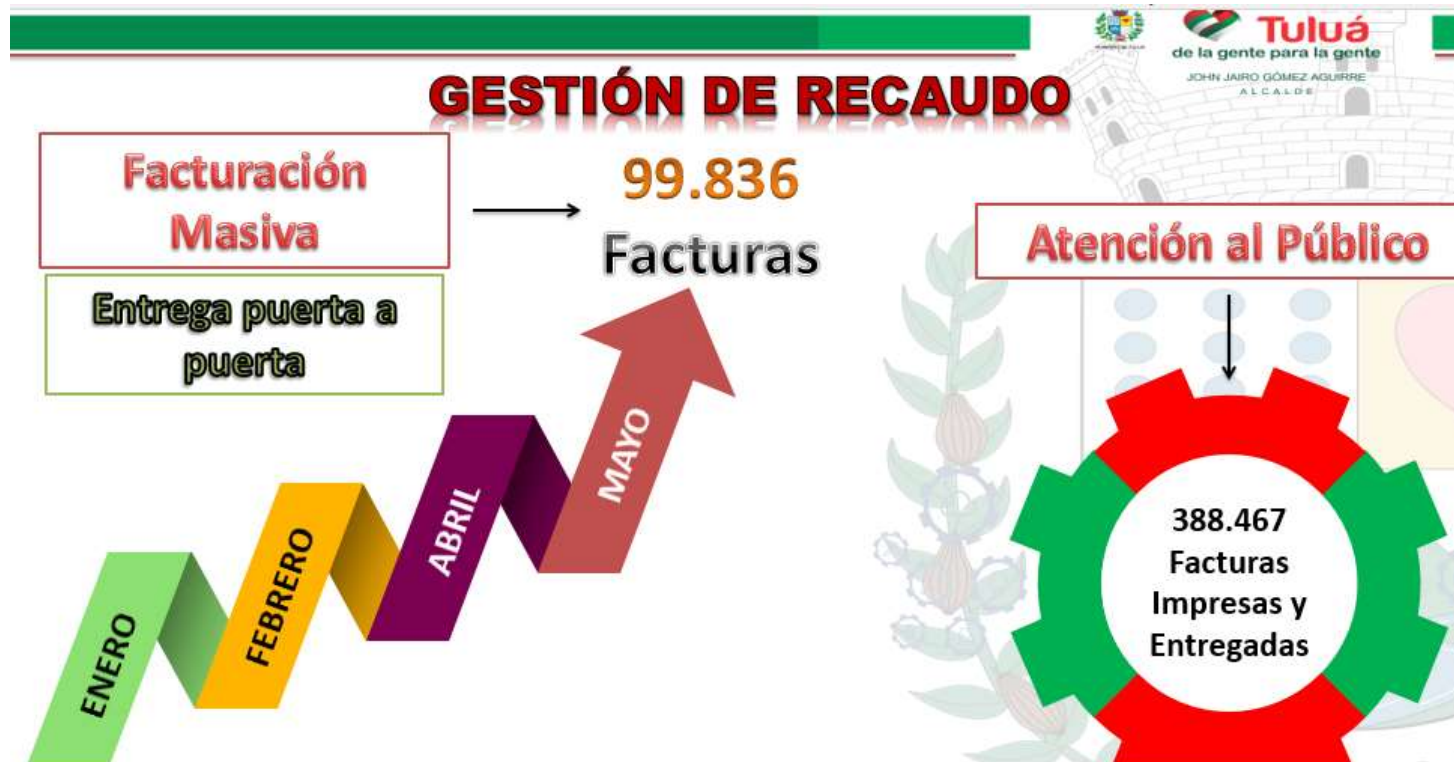 Tuluá
de la gente para la gente
JOHN JAIRO GÓMEZ AGUIRRE
ALCALDE
GESTIÓN DE RECAUDO
Facturación
Masiva
99.836
Facturas
Entrega puerta a
puerta
Atención al Público
ENERO
FEBRERO
ABRIL
MAYO
388.467
Facturas
Impresas y
Entregadas